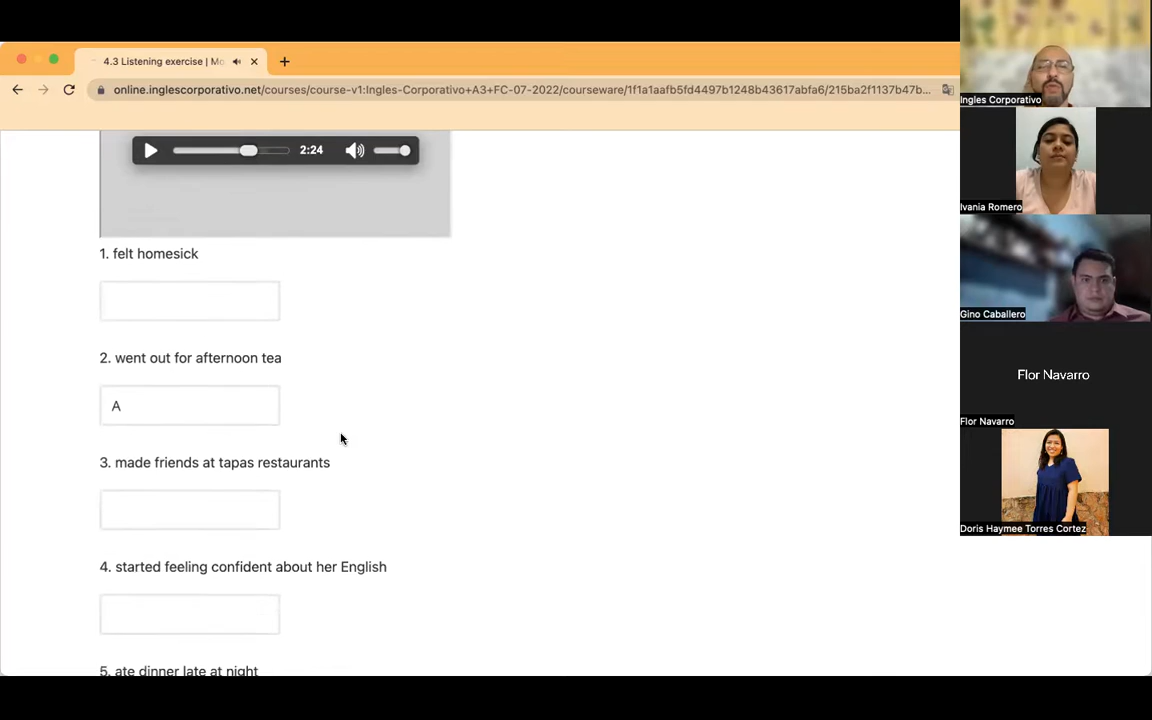 4.3 Listening exercise | Mo
online.inglescorporativo.net/courses/course-v1:Ingles-Corporativo+A3+FC-07-2022/courseware/1f1a1aafb5fd4497b1248b43617abfa6/215ba2f1137b47b...
2:24
1. felt homesick
2. went out for afternoon tea
A
3. made friends at tapas restaurants
4. started feeling confident about her English
5. ate dinner late at night
Ingles Corporativo
Ivania Romero
Gino Caballero
Flor Navarro
Flor Navarro
Doris Haymee Torres Cortez